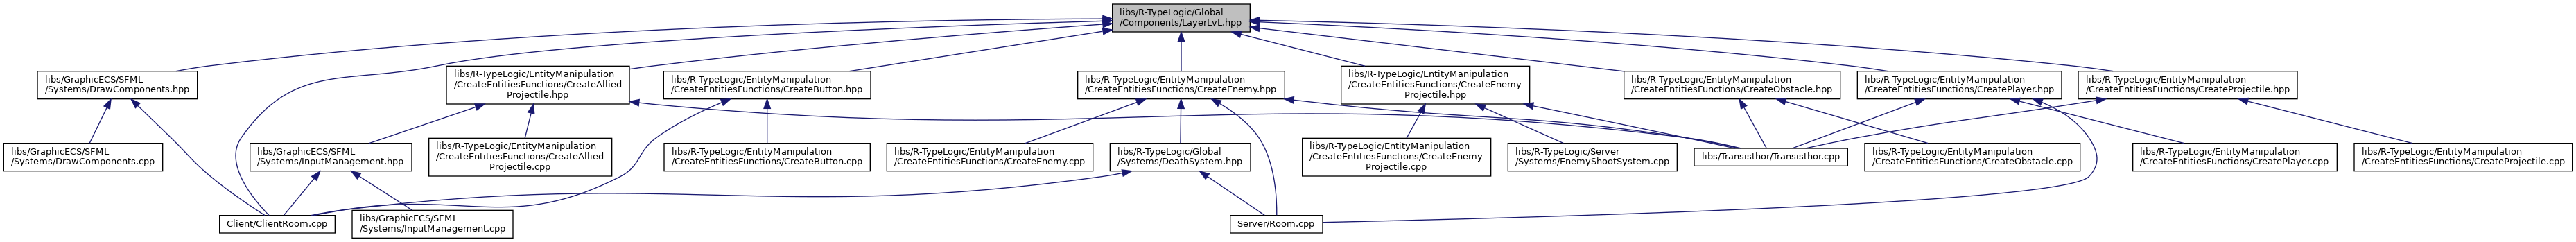 libs/R-TypeLogic/Global
/Components/LayerLvL.hpp
libs/GraphicECS/SFML
/Systems/DrawComponents.hpp
libs/R-TypeLogic/EntityManipulation
/CreateEntitiesFunctions/CreateAllied
Projectile.hpp
libs/R-TypeLogic/EntityManipulation
/CreateEntitiesFunctions/CreateButton.hpp
libs/R-TypeLogic/EntityManipulation
/CreateEntitiesFunctions/CreateEnemy.hpp
libs/R-TypeLogic/EntityManipulation
/CreateEntitiesFunctions/CreateEnemy
Projectile.hpp
libs/R-TypeLogic/EntityManipulation
/CreateEntitiesFunctions/CreateObstacle.hpp
libs/R-TypeLogic/EntityManipulation
/CreateEntitiesFunctions/CreatePlayer.hpp
libs/R-TypeLogic/EntityManipulation
/CreateEntitiesFunctions/CreateProjectile.hpp
libs/GraphicECS/SFML
/Systems/DrawComponents.cpp
libs/GraphicECS/SFML
/Systems/InputManagement.hpp
libs/R-TypeLogic/EntityManipulation
/CreateEntitiesFunctions/CreateAllied
Projectile.cpp
libs/R-TypeLogic/EntityManipulation
/CreateEntitiesFunctions/CreateButton.cpp
libs/R-TypeLogic/EntityManipulation
/CreateEntitiesFunctions/CreateEnemy.cpp
libs/R-TypeLogic/Global
/Systems/DeathSystem.hpp
libs/R-TypeLogic/EntityManipulation
/CreateEntitiesFunctions/CreateEnemy
Projectile.cpp
libs/R-TypeLogic/Server
/Systems/EnemyShootSystem.cpp
libs/Transisthor/Transisthor.cpp
libs/R-TypeLogic/EntityManipulation
/CreateEntitiesFunctions/CreateObstacle.cpp
libs/R-TypeLogic/EntityManipulation
/CreateEntitiesFunctions/CreatePlayer.cpp
libs/R-TypeLogic/EntityManipulation
/CreateEntitiesFunctions/CreateProjectile.cpp
Client/ClientRoom.cpp
libs/GraphicECS/SFML
/Systems/InputManagement.cpp
Server/Room.cpp